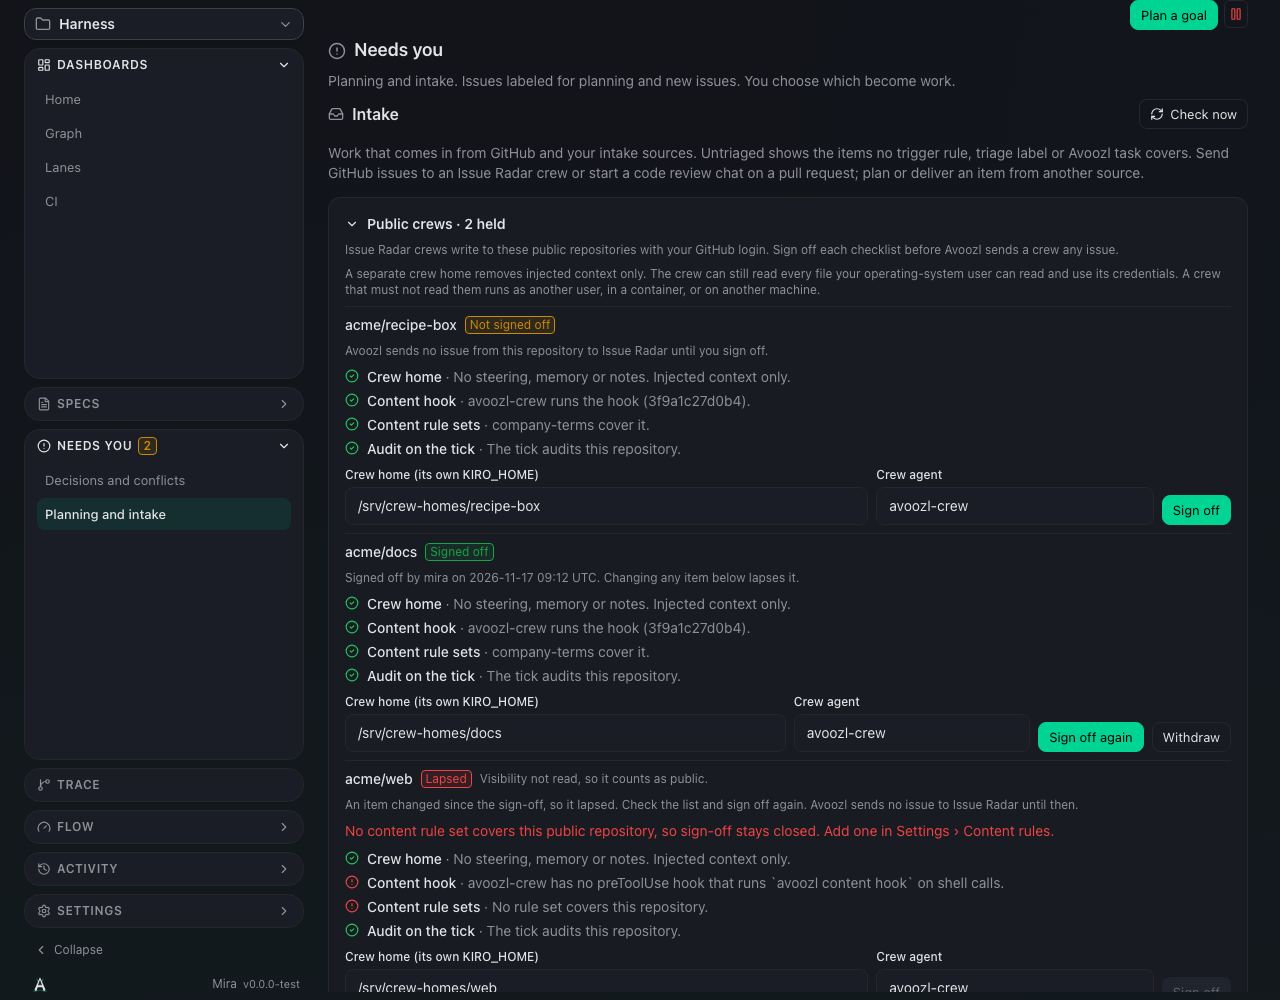 Harness
DASHBOARDS
Home
Graph
Lanes
CI
SPECS
NEEDS YOU 2
Decisions and conflicts
Planning and intake
TRACE
FLOW
ACTIVITY
SETTINGS
Collapse
Mira v0.0.0-test
Plan a goal
Needs you
Planning and intake. Issues labeled for planning and new issues. You choose which become work.
Intake
Check now
Work that comes in from GitHub and your intake sources. Untriaged shows the items no trigger rule, triage label or Avoozl task covers. Send
GitHub issues to an Issue Radar crew or start a code review chat on a pull request; plan or deliver an item from another source.
Public crews · 2 held
Issue Radar crews write to these public repositories with your GitHub login. Sign off each checklist before Avoozl sends a crew any issue.
A separate crew home removes injected context only. The crew can still read every file your operating-system user can read and use its credentials. A crew
that must not read them runs as another user, in a container, or on another machine.
acme/recipe-box Not signed off
Avoozl sends no issue from this repository to Issue Radar until you sign off.
Crew home · No steering, memory or notes. Injected context only.
Content hook · avoozl-crew runs the hook (3f9a1c27d0b4).
Content rule sets · company-terms cover it.
Audit on the tick · The tick audits this repository.
Crew home (its own KIRO_HOME) Crew agent
/srv/crew-homes/recipe-box avoozl-crew Sign off
acme/docs Signed off
Signed off by mira on 2026-11-17 09:12 UTC. Changing any item below lapses it.
Crew home · No steering, memory or notes. Injected context only.
Content hook · avoozl-crew runs the hook (3f9a1c27d0b4).
Content rule sets · company-terms cover it.
Audit on the tick · The tick audits this repository.
Crew home (its own KIRO_HOME) Crew agent
/srv/crew-homes/docs avoozl-crew Sign off again Withdraw
acme/web Lapsed Visibility not read, so it counts as public.
An item changed since the sign-off, so it lapsed. Check the list and sign off again. Avoozl sends no issue to Issue Radar until then.
No content rule set covers this public repository, so sign-off stays closed. Add one in Settings › Content rules.
Crew home · No steering, memory or notes. Injected context only.
Content hook · avoozl-crew has no preToolUse hook that runs `avoozl content hook` on shell calls.
Content rule sets · No rule set covers this repository.
Audit on the tick · The tick audits this repository.
Crew home (its own KIRO_HOME) Crew agent
/srv/crew-homes/web avoozl-crew Sign off